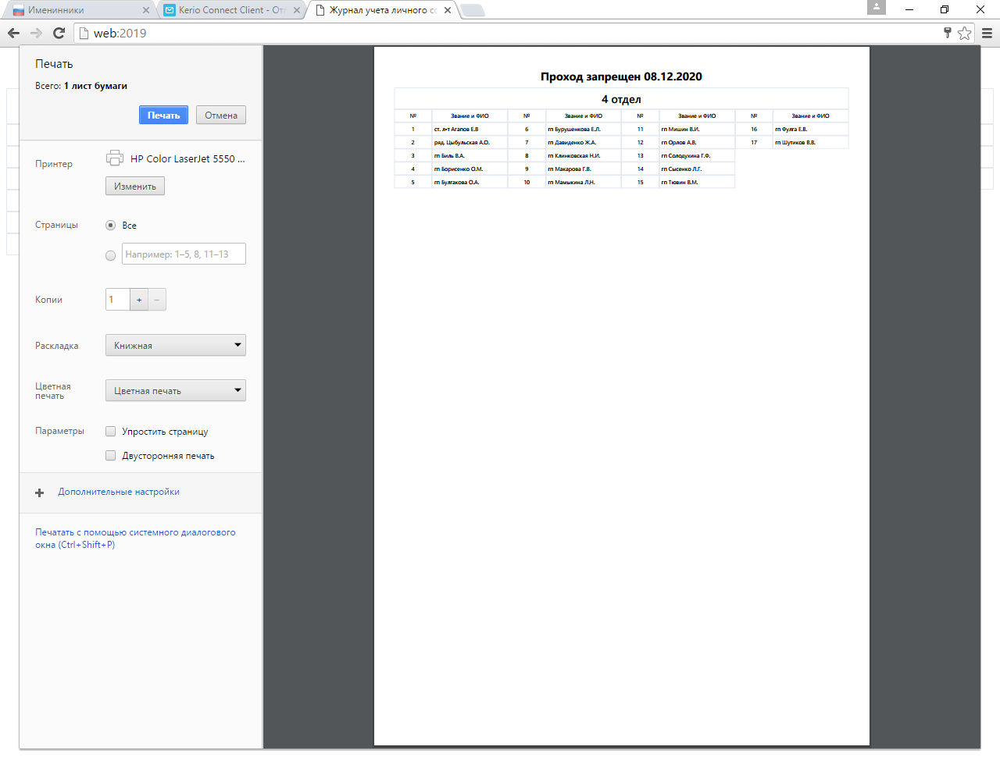 Именинники
Kerio Connect Client - От
Журнал учета личного со
web:2019
Печать
Всего: 1 лист бумаги
Печать Отмена
Принтер HP Color LaserJet 5550 ...
Изменить
Страницы Все
Например: 1–5, 8, 11–13
Копии 1 + −
Раскладка Книжная
Цветная печать Цветная печать
Параметры Упростить страницу
Двусторонняя печать
+ Дополнительные настройки
Печатать с помощью системного диалогового
окна (Ctrl+Shift+P)
Проход запрещен 08.12.2020
4 отдел
№ Звание и ФИО № Звание и ФИО № Звание и ФИО № Звание и ФИО
1 ст. л-т Агапов Е.В 6 гп Бурушенкова Е.Л. 11 гп Мишин В.И. 16 гп Фулга Е.В.
2 ряд. Цыбульская А.О. 7 гп Давиденко Ж.А. 12 гп Орлов А.В. 17 гп Шутиков В.В.
3 гп Биль В.А. 8 гп Клинковская Н.И. 13 гп Солодухина Г.Ф.
4 гп Борисенко О.М. 9 гп Макарова Г.В. 14 гп Сысенко Л.Г.
5 гп Булгакова О.А. 10 гп Мамыкина Л.Н. 15 гп Тювин В.М.